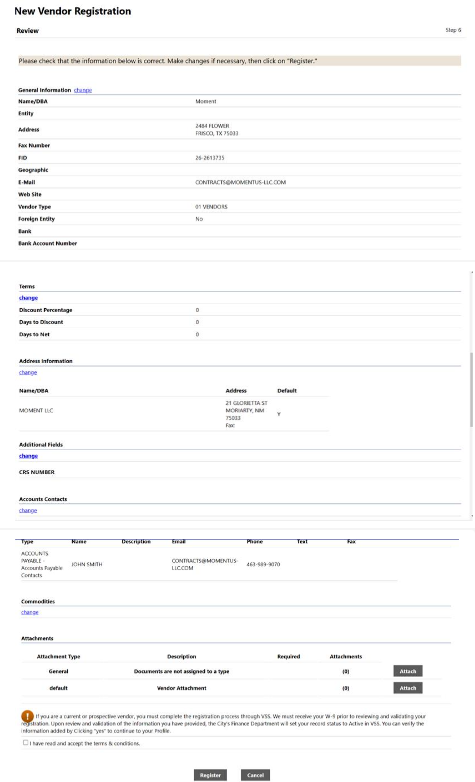 New Vendor Registration
Review Step 6
Please check that the information below is correct. Make changes if necessary, then click on "Register."
General Information change
Name/DBA Moment
Entity
Address 2484 FLOWER
FRISCO, TX 75033
Fax Number
FID 26-2613735
Geographic
E-Mail CONTRACTS@MOMENTUS-LLC.COM
Web Site
Vendor Type 01 VENDORS
Foreign Entity No
Bank
Bank Account Number
Terms
change
Discount Percentage 0
Days to Discount 0
Days to Net 0
Address Information
change
Name/DBA Address Default
MOMENT LLC 21 GLORIETTA ST
MORIARTY, NM
75033
Fax:
Y
Additional Fields
change
CRS NUMBER
Accounts Contacts
change
Type Name Description Email Phone Text Fax
ACCOUNTS
PAYABLE -
Accounts Payable
Contacts
JOHN SMITH
CONTRACTS@MOMENTUS-
LLC.COM
463-909-9070
Commodities
change
Attachments
Attachment Type Description Required Attachments
General Documents are not assigned to a type (0) Attach
default Vendor Attachment (0) Attach
If you are a current or prospective vendor, you must complete the registration process through VSS. We must receive your W-9 prior to reviewing and validating your
registration. Upon review and validation of the information you have provided, the City's Finance Department will set your record status to Active in VSS. You can verify the
information added by Clicking "yes" to continue to your Profile.
I have read and accept the terms & conditions.
Register Cancel